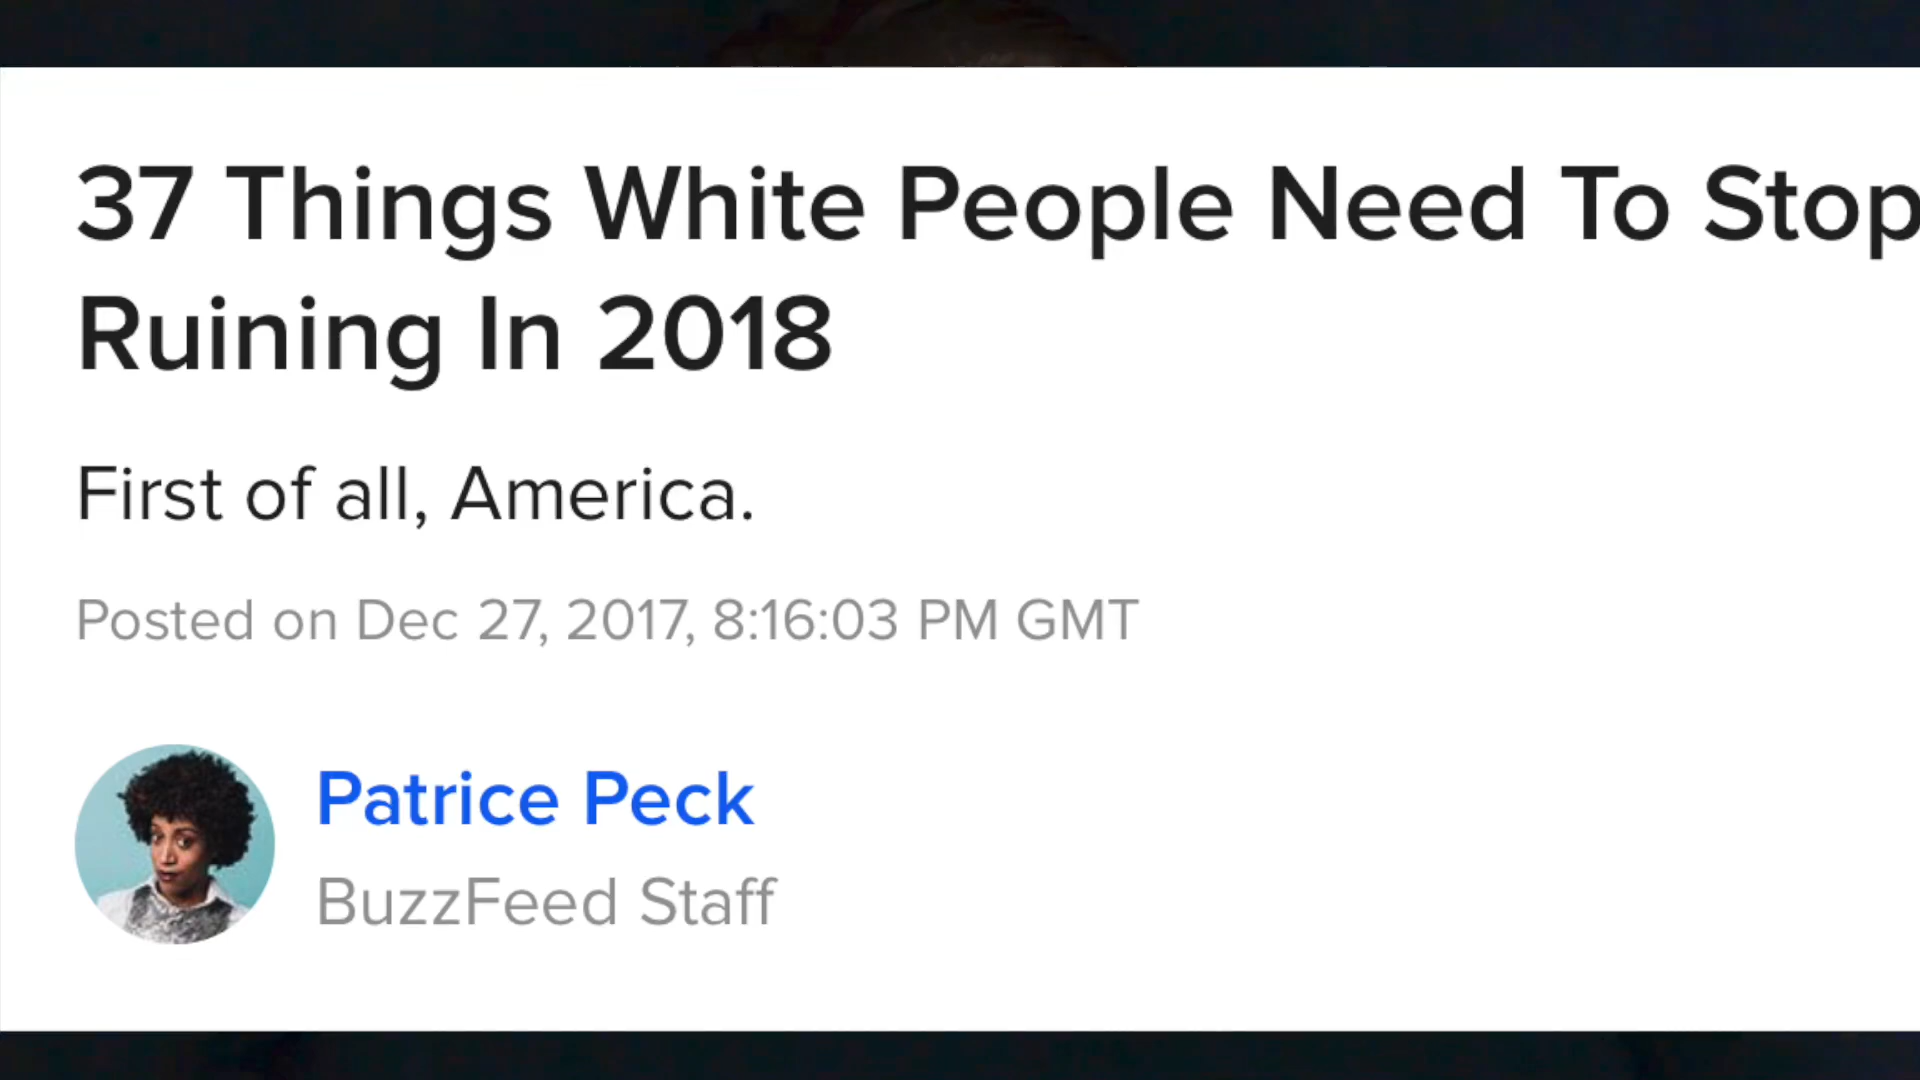 37 Things White People Need To Stop
Ruining In 2018
First of all, America.
Posted on Dec 27, 2017, 8:16:03 PM GMT
Patrice Peck
BuzzFeed Staff